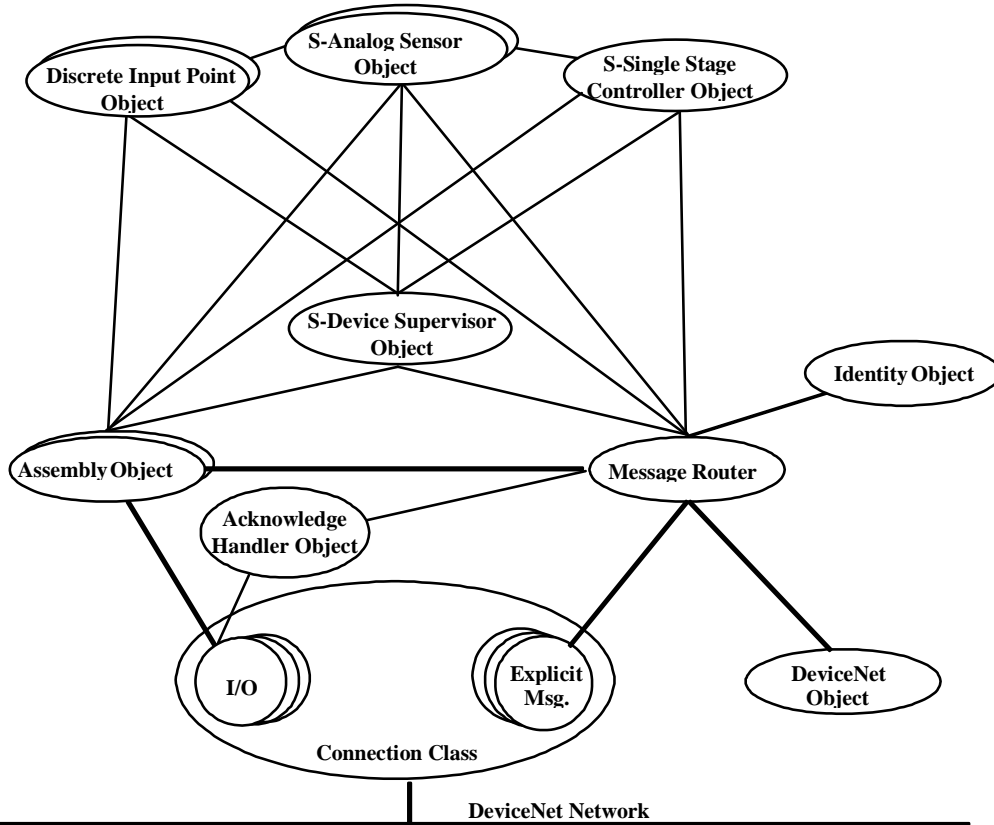 S-Analog Sensor
Object
Discrete Input Point
Object
S-Single Stage
Controller Object
S-Device Supervisor
Object
Identity Object
Assembly Object
Message Router
Acknowledge
Handler Object
I/O
Explicit
Msg.
DeviceNet
Object
Connection Class
DeviceNet Network